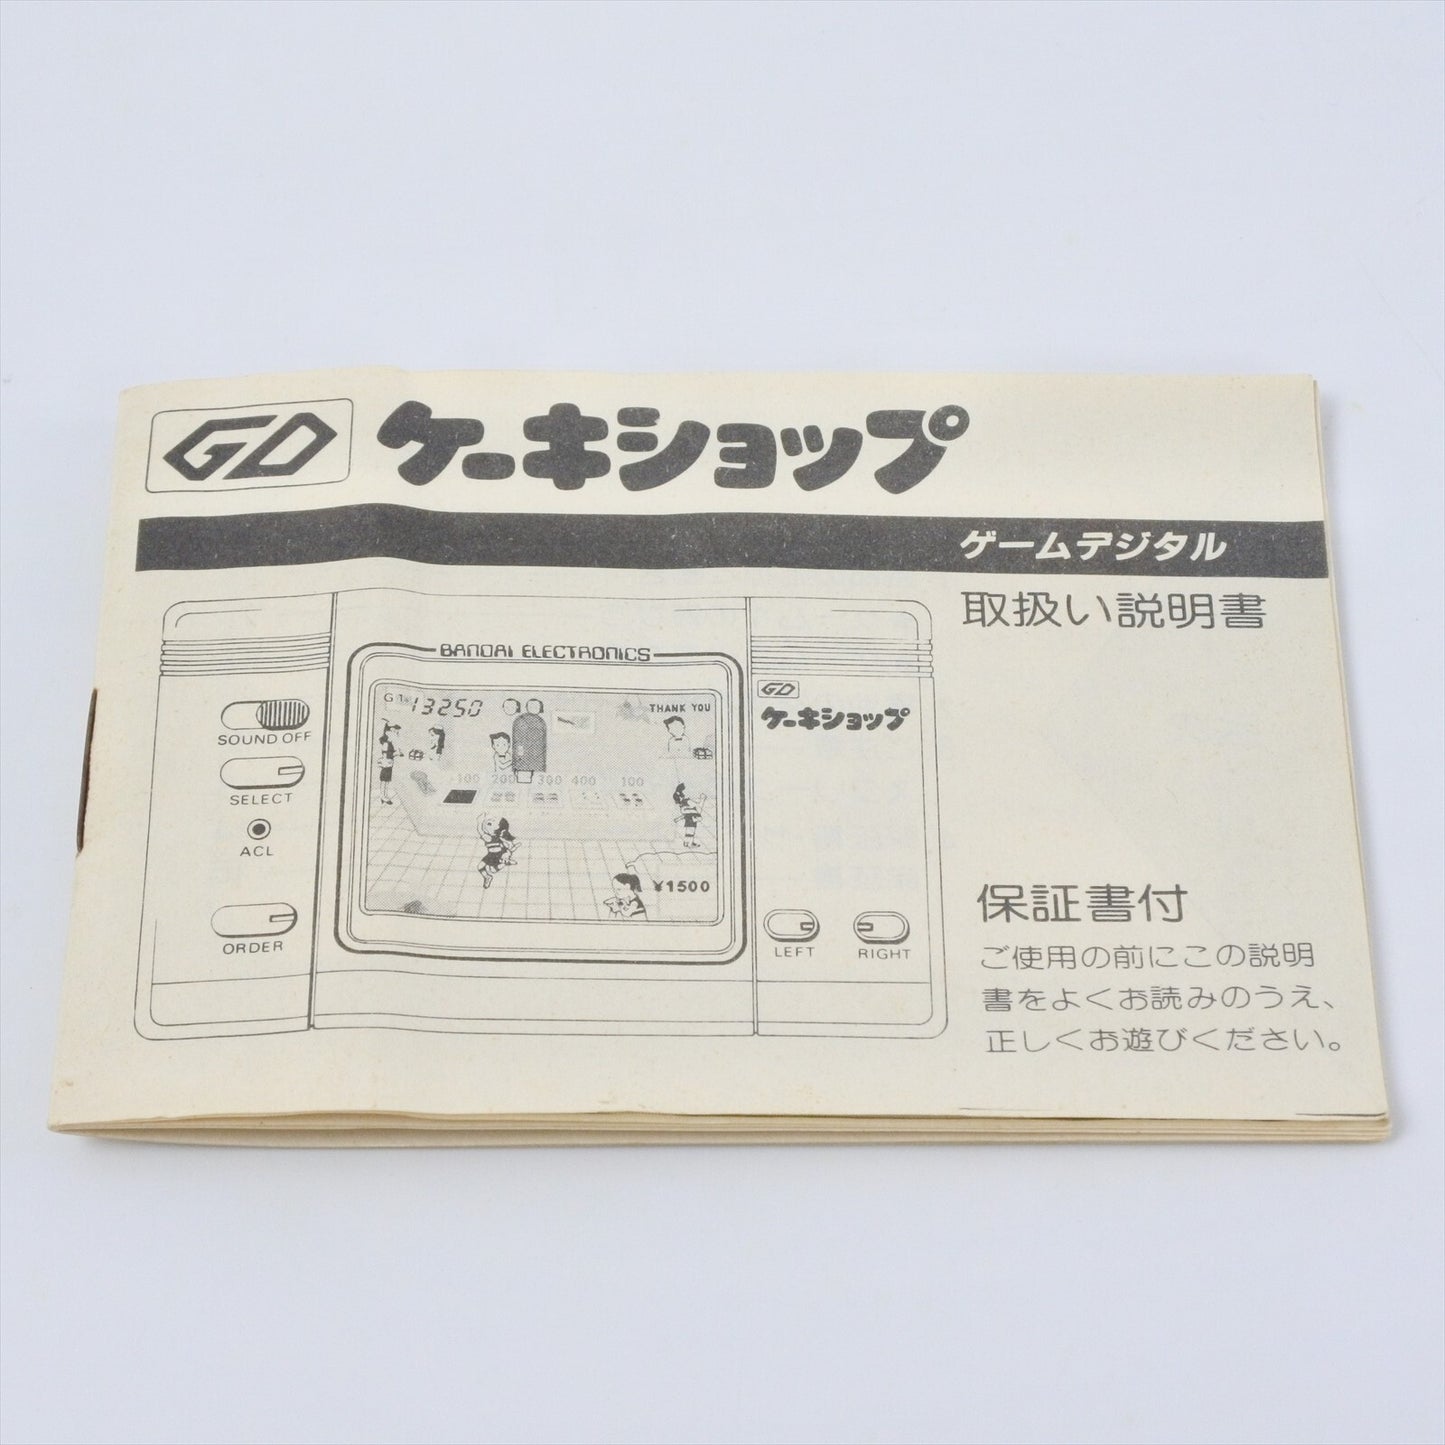 GD ケーキショップ
ゲームデジタル
取扱い説明書
BANDAI ELECTRONICS
13250
THANK YOU
100 200 300 400 100
¥1500
SOUND OFF
SELECT
ACL
ORDER
GD
ケーキショップ
LEFT
RIGHT
保証書付
ご使用の前にこの説明
書をよくお読みのうえ、
正しくお遊びください。